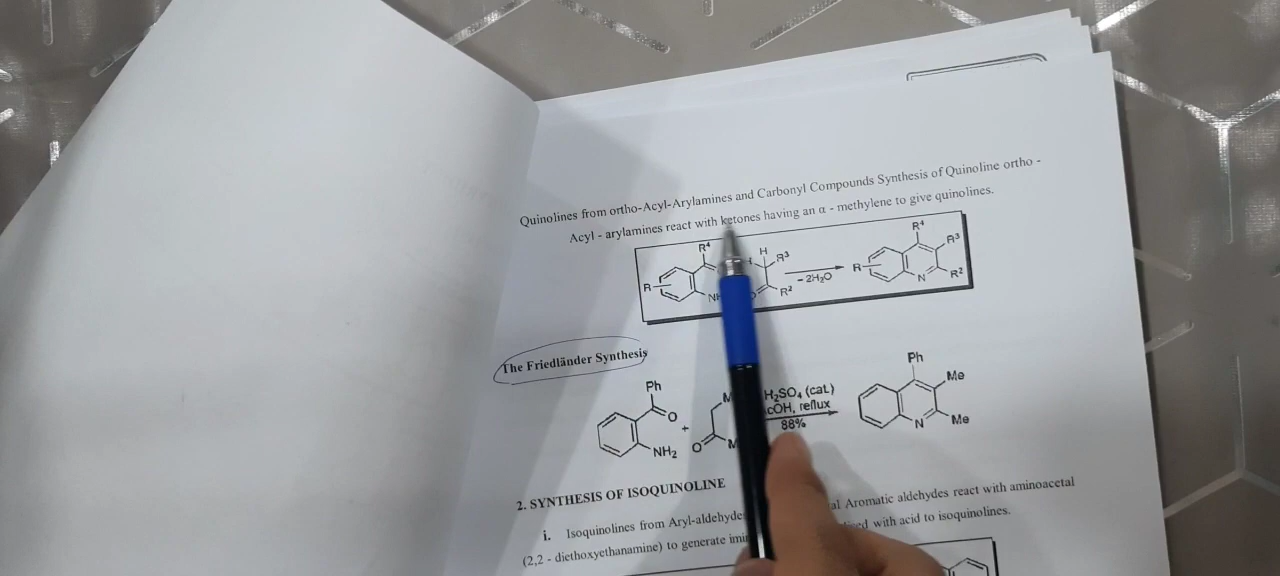 Quinolines from ortho-Acyl-Arylamines and Carbonyl Compounds Synthesis of Quinoline ortho -
Acyl - arylamines react with ketones having an α - methylene to give quinolines.
R⁴ H R³ R⁴ R³
R R² - 2H₂O R N R²
The Friedländer Synthesis
Ph Ph
O H₂SO₄ (cat.) Me
+ reflux
NH₂ O 88% N Me
2. SYNTHESIS OF ISOQUINOLINE
i. Isoquinolines from Aryl-aldehyde Aromatic aldehydes react with aminoacetal
(2,2 - diethoxyethanamine) to generate with acid to isoquinolines.